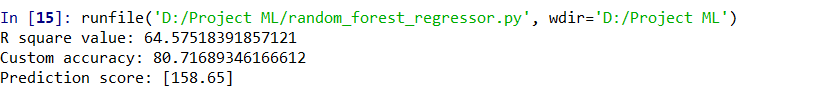 In [15]: runfile('D:/Project ML/random_forest_regressor.py', wdir='D:/Project ML')
R square value: 64.57518391857121
Custom accuracy: 80.71689346166612
Prediction score: [158.65]